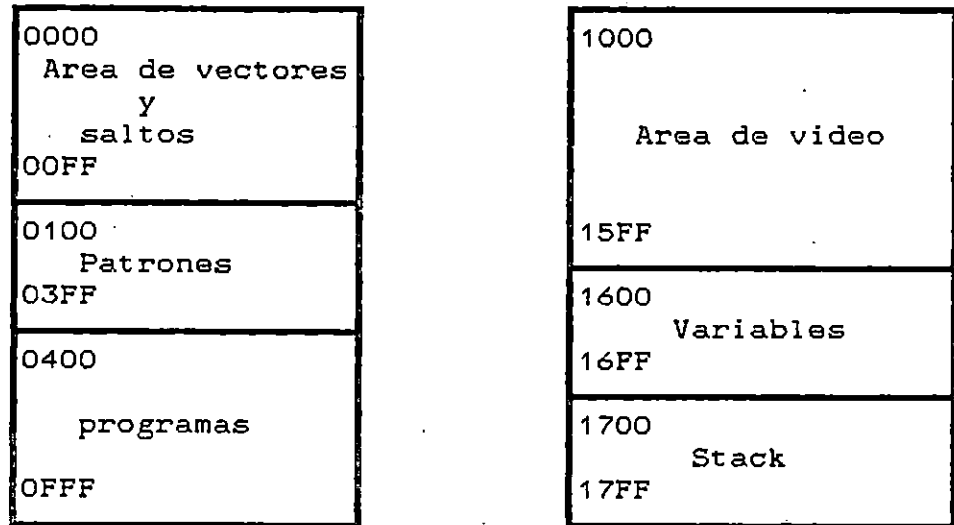 0000
Area de vectores
y
saltos
00FF
0100
Patrones
03FF
0400
programas
0FFF
1000
Area de video
15FF
1600
Variables
16FF
1700
Stack
17FF